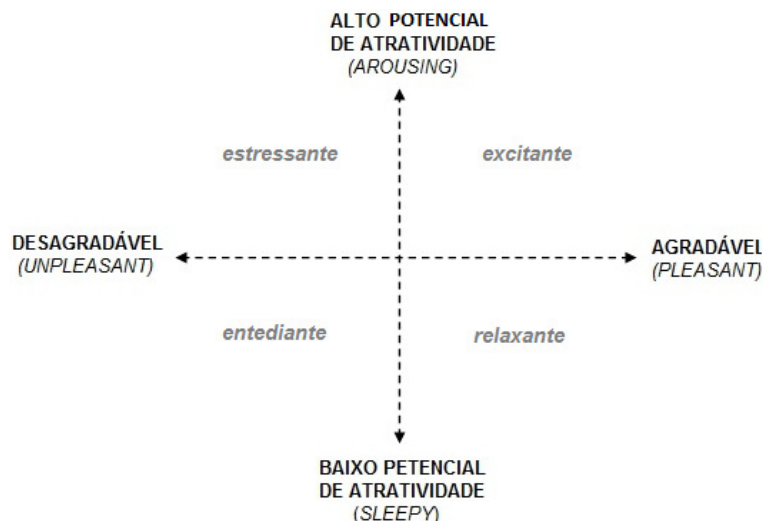 ALTO POTENCIAL
DE ATRATIVIDADE
(AROUSING)
estressante
excitante
DESAGRADÁVEL
(UNPLEASANT)
AGRADÁVEL
(PLEASANT)
entediante
relaxante
BAIXO PETENCIAL
DE ATRATIVIDADE
(SLEEPY)